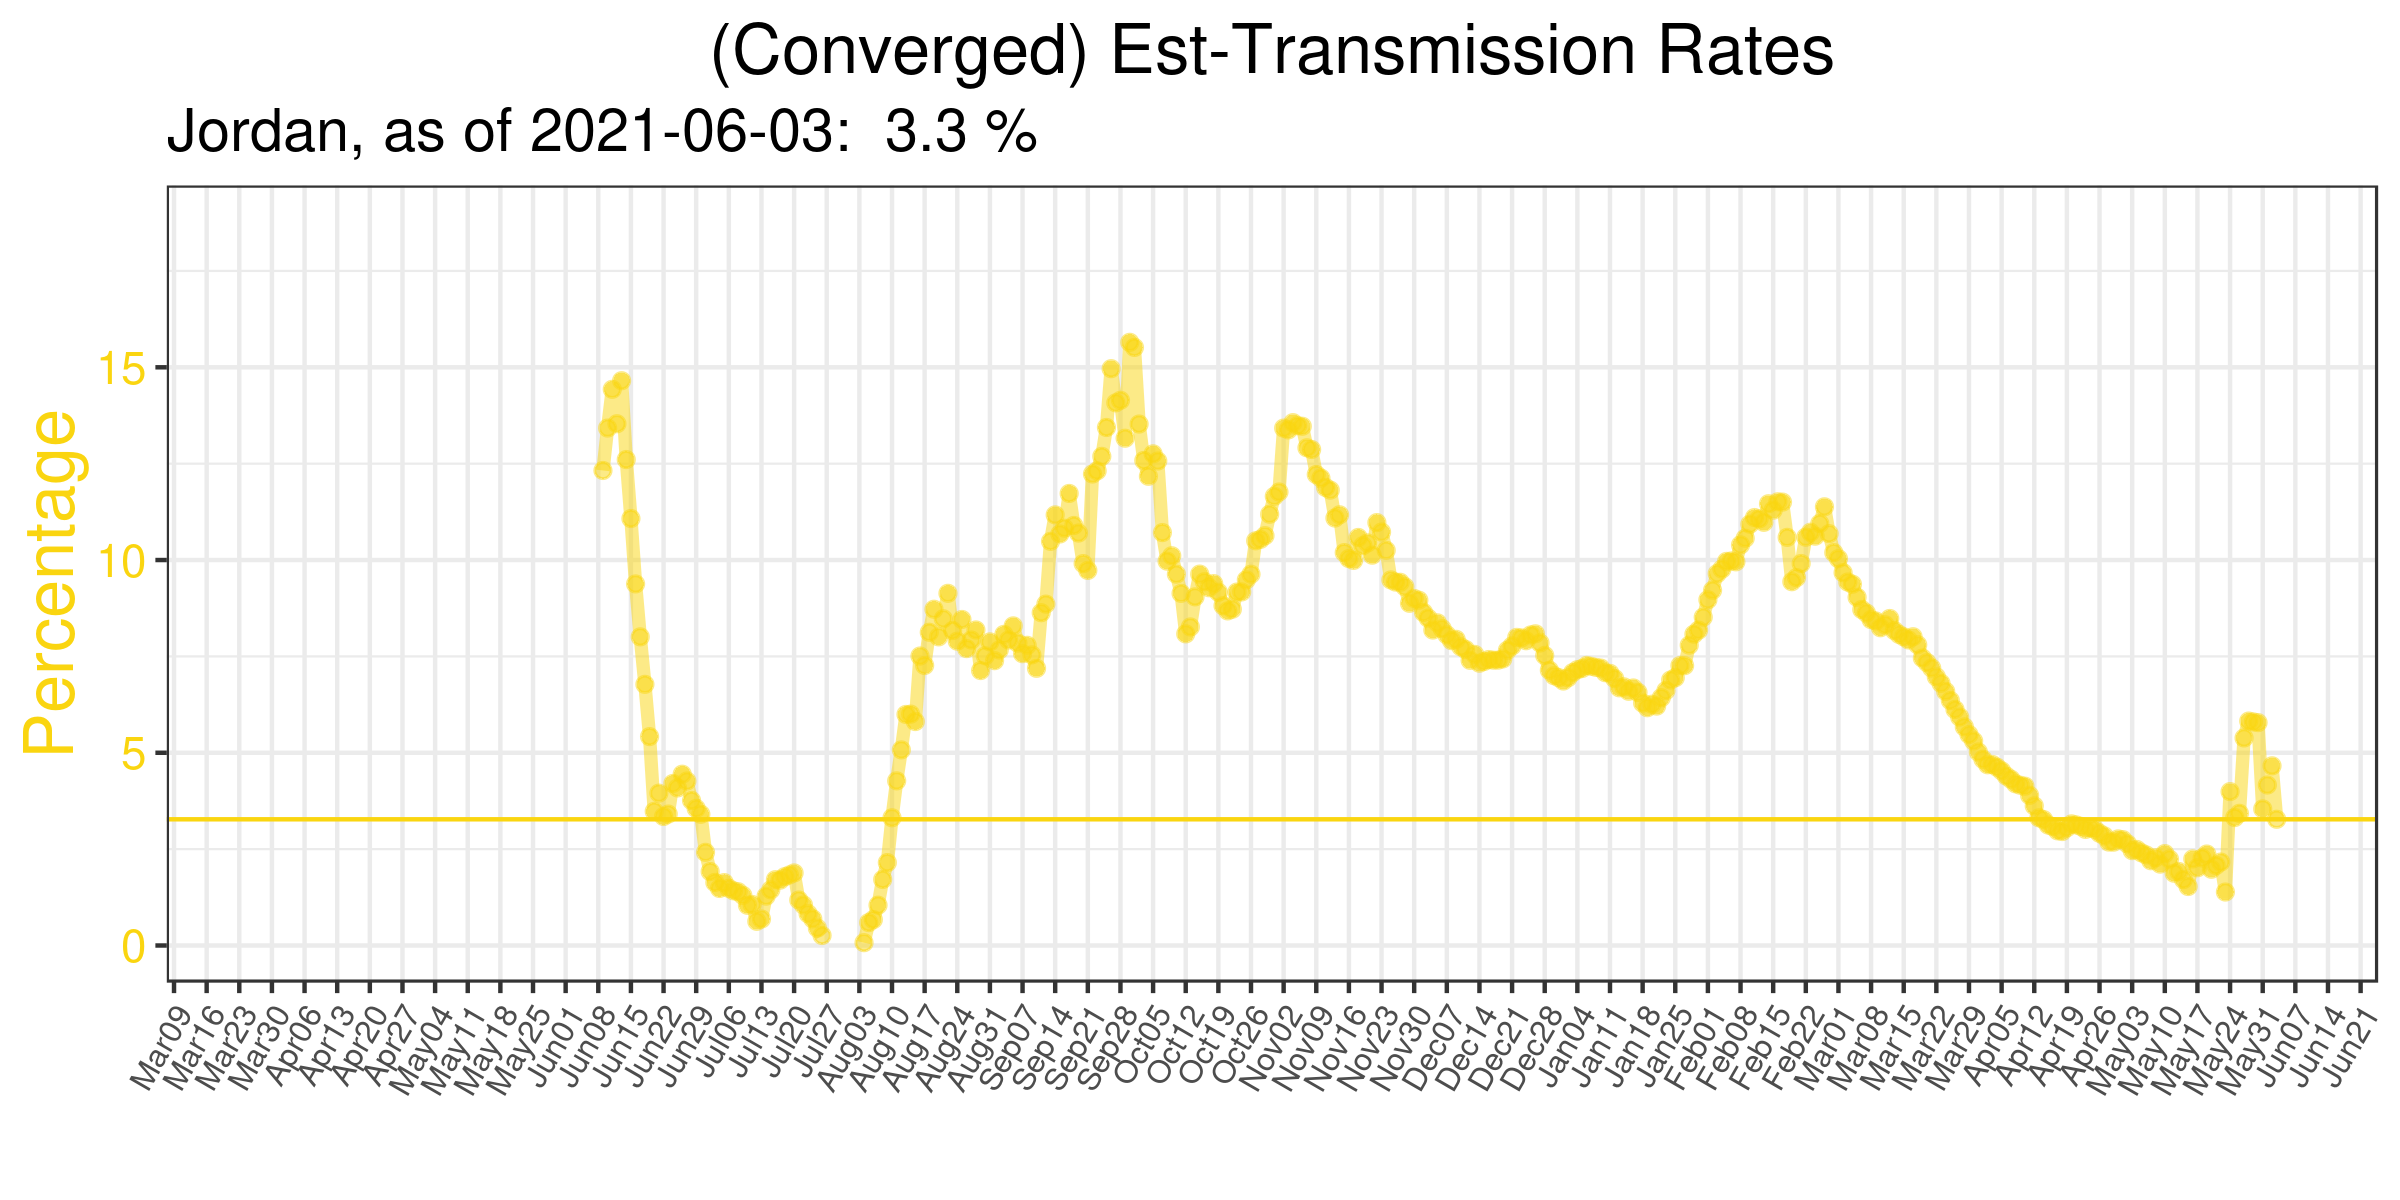 (Converged) Est-Transmission Rates
Jordan, as of 2021-06-03:  3.3 %
Percentage
15
10
5
0
Mar09
Mar16
Mar23
Mar30
Apr06
Apr13
Apr20
Apr27
May04
May11
May18
May25
Jun01
Jun08
Jun15
Jun22
Jun29
Jul06
Jul13
Jul20
Jul27
Aug03
Aug10
Aug17
Aug24
Aug31
Sep07
Sep14
Sep21
Sep28
Oct05
Oct12
Oct19
Oct26
Nov02
Nov09
Nov16
Nov23
Nov30
Dec07
Dec14
Dec21
Dec28
Jan04
Jan11
Jan18
Jan25
Feb01
Feb08
Feb15
Feb22
Mar01
Mar08
Mar15
Mar22
Mar29
Apr05
Apr12
Apr19
Apr26
May03
May10
May17
May24
May31
Jun07
Jun14
Jun21